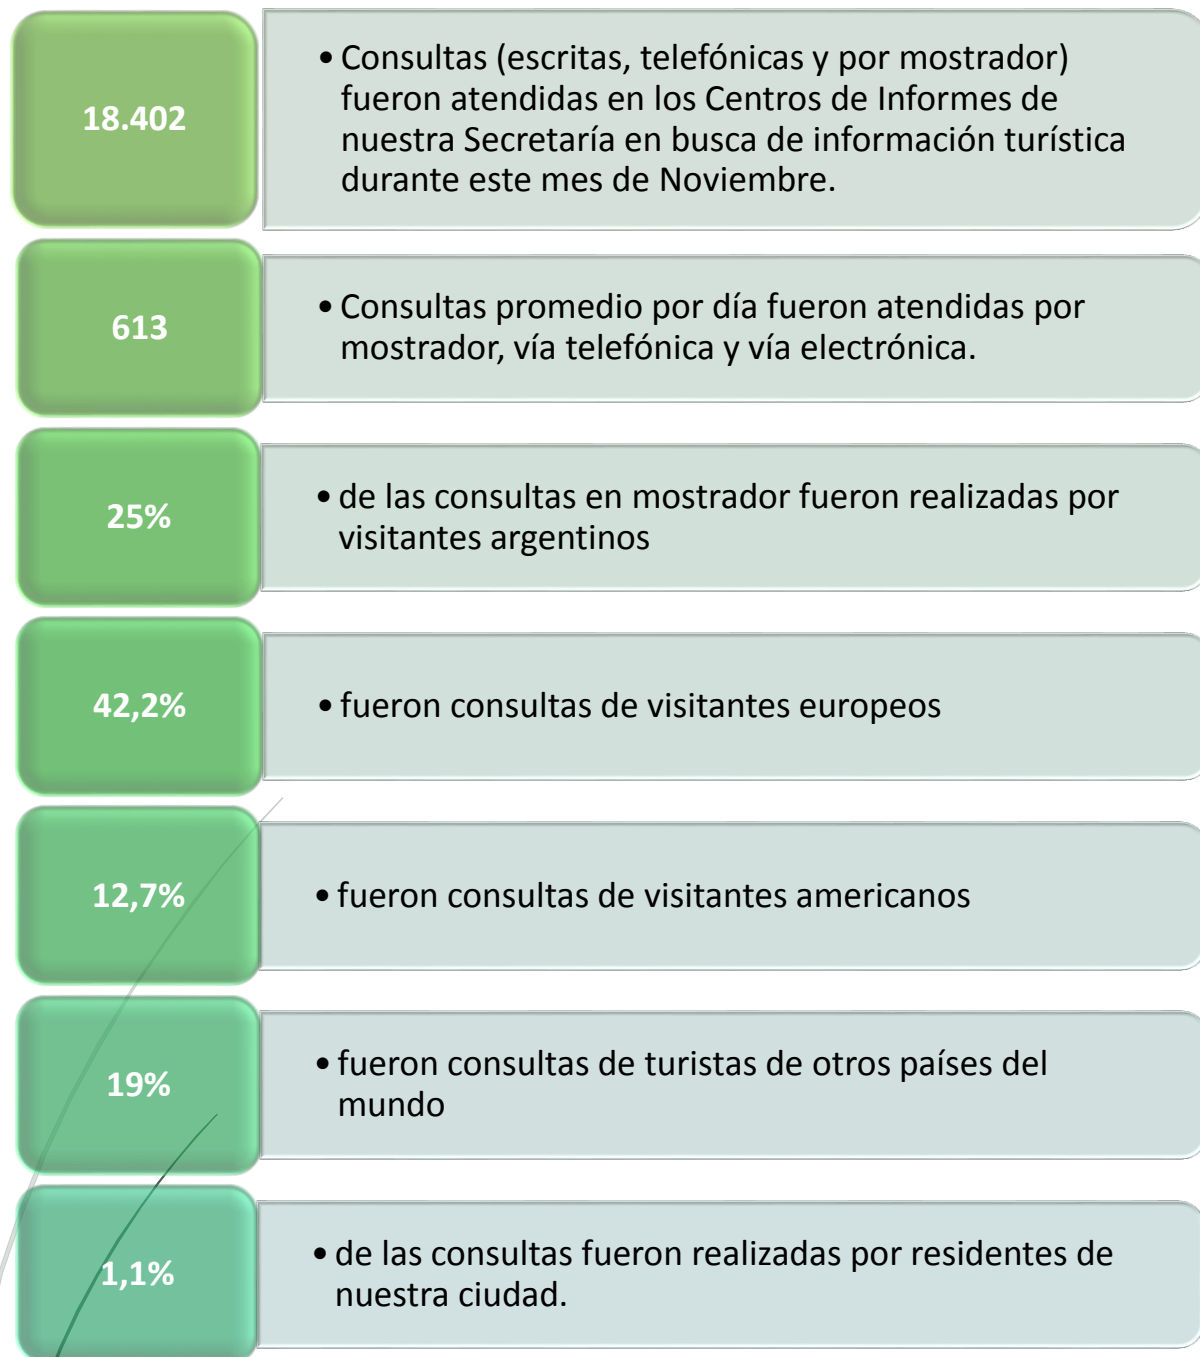 18.402
• Consultas (escritas, telefónicas y por mostrador)
fueron atendidas en los Centros de Informes de
nuestra Secretaría en busca de información turística
durante este mes de Noviembre.
613
• Consultas promedio por día fueron atendidas por
mostrador, vía telefónica y vía electrónica.
25%
• de las consultas en mostrador fueron realizadas por
visitantes argentinos
42,2%
• fueron consultas de visitantes europeos
12,7%
• fueron consultas de visitantes americanos
19%
• fueron consultas de turistas de otros países del
mundo
1,1%
• de las consultas fueron realizadas por residentes de
nuestra ciudad.